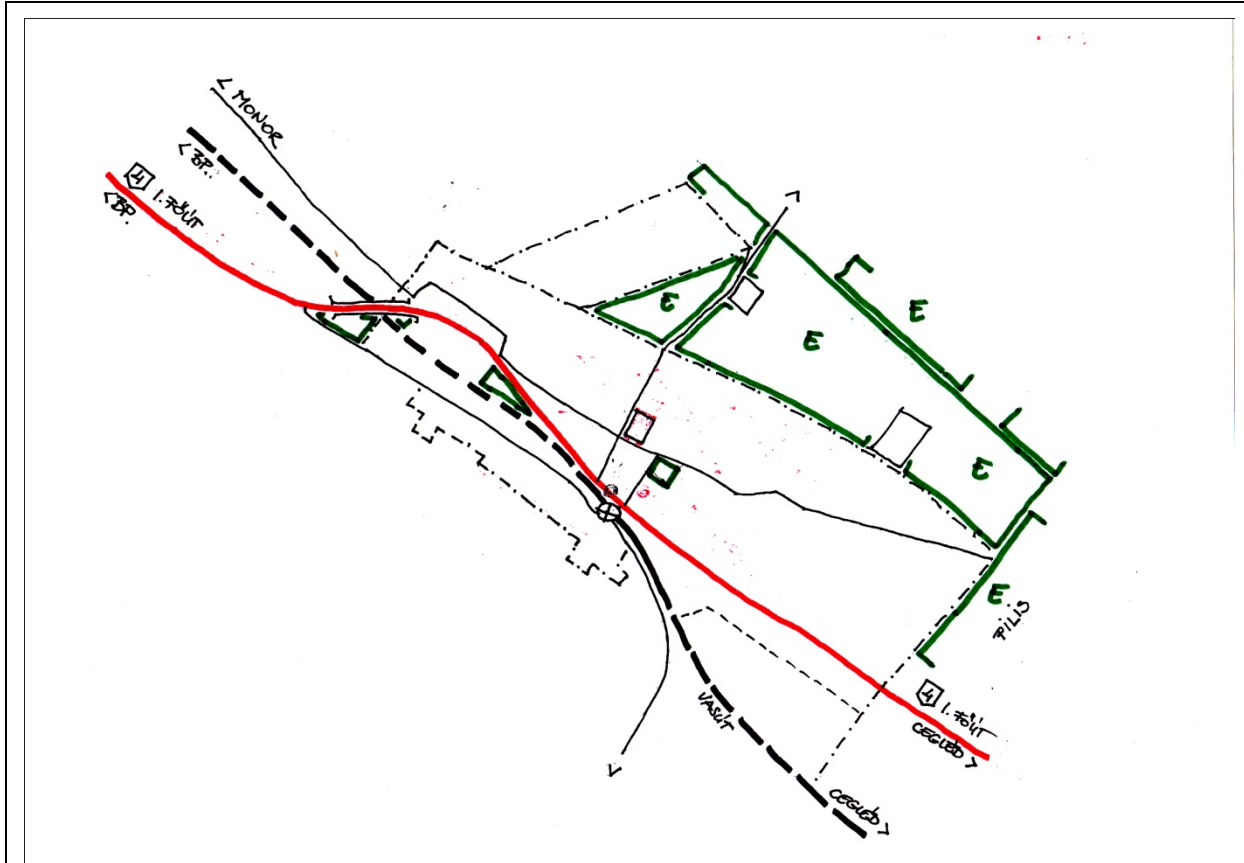 < MONOR
< BP.
4 I. FŐÚT
< BP.
E
E
E
E
E
PILIS
4 I. FŐÚT
CEGLÉD >
VASÚT
CEGLÉD >